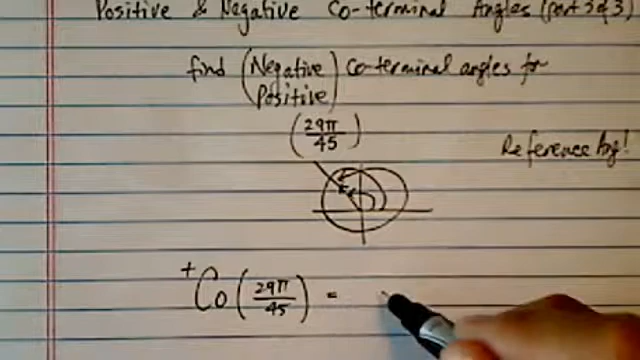 Positive & Negative Co-terminal Angles (part 3 of 3)
find (Negative Positive) Co-terminal angles for
(29π/45)
Reference by!
+Co(29π/45) =